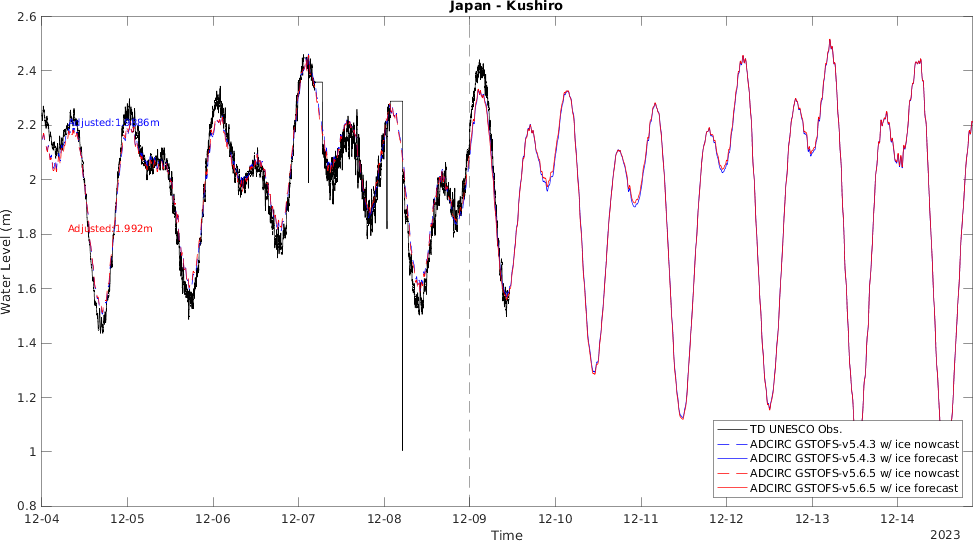 Japan - Kushiro
2.6
2.4
2.2
2
1.8
1.6
1.4
1.2
1
0.8
Water Level (m)
Adjusted:1.9886m
Adjusted:1.992m
TD UNESCO Obs.
ADCIRC GSTOFS-v5.4.3 w/ ice nowcast
ADCIRC GSTOFS-v5.4.3 w/ ice forecast
ADCIRC GSTOFS-v5.6.5 w/ ice nowcast
ADCIRC GSTOFS-v5.6.5 w/ ice forecast
12-04 12-05 12-06 12-07 12-08 12-09 12-10 12-11 12-12 12-13 12-14
Time
2023